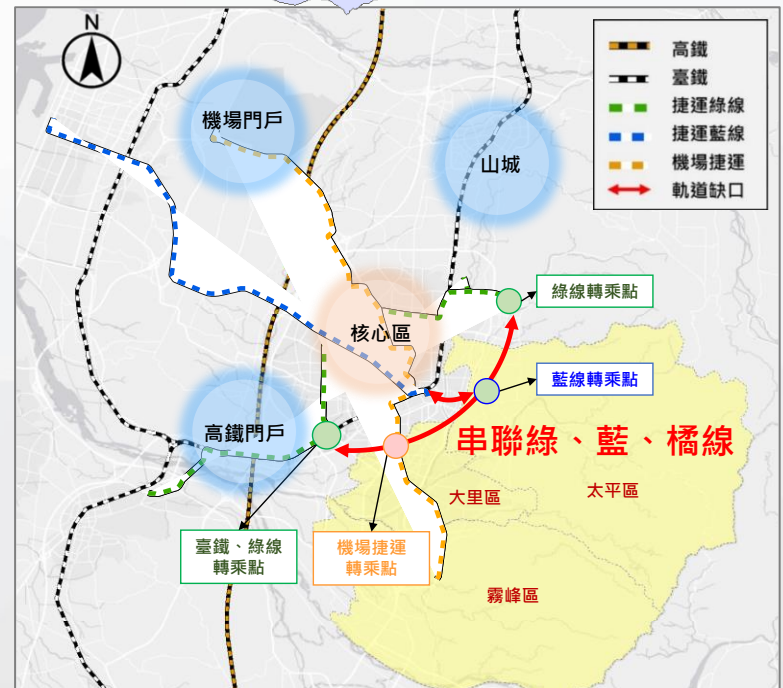 N
高鐵
臺鐵
捷運綠線
捷運藍線
機場捷運
軌道缺口
機場門戶
山城
綠線轉乘點
核心區
藍線轉乘點
高鐵門戶
串聯綠、藍、橘線
大里區
太平區
臺鐵、綠線
轉乘點
機場捷運
轉乘點
霧峰區